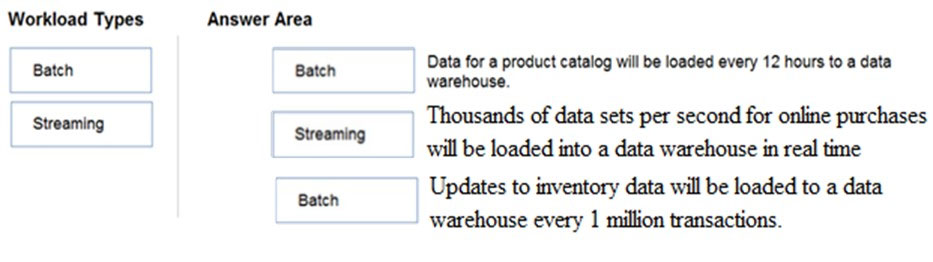 Workload Types
Answer Area
Batch
Streaming
Batch
Data for a product catalog will be loaded every 12 hours to a data
warehouse.
Streaming
Thousands of data sets per second for online purchases
will be loaded into a data warehouse in real time
Batch
Updates to inventory data will be loaded to a data
warehouse every 1 million transactions.